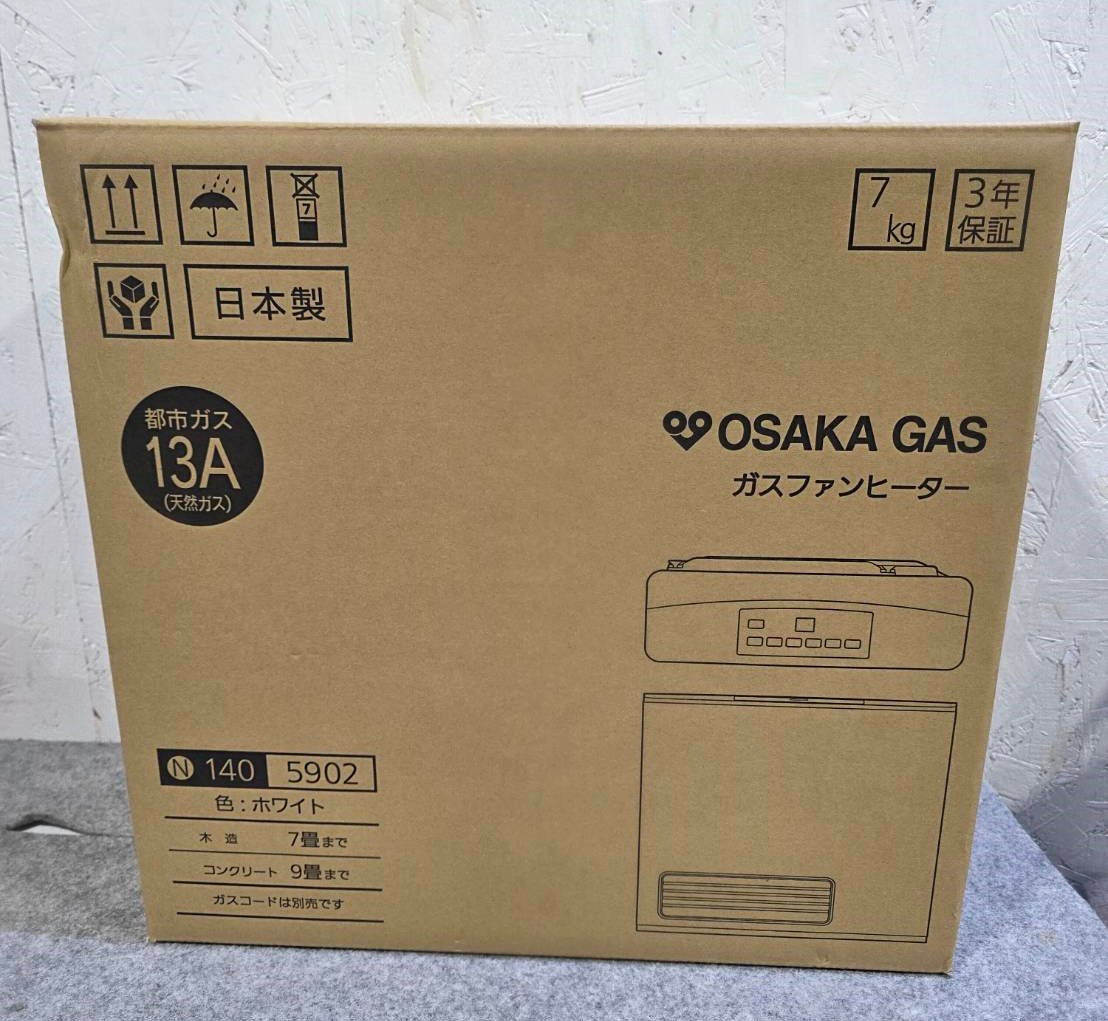 7
7
kg
3年
保証
日本製
都市ガス
13A
(天然ガス)
OSAKA GAS
ガスファンヒーター
N 140 5902
色:ホワイト
木造 7畳まで
コンクリート 9畳まで
ガスコードは別売です